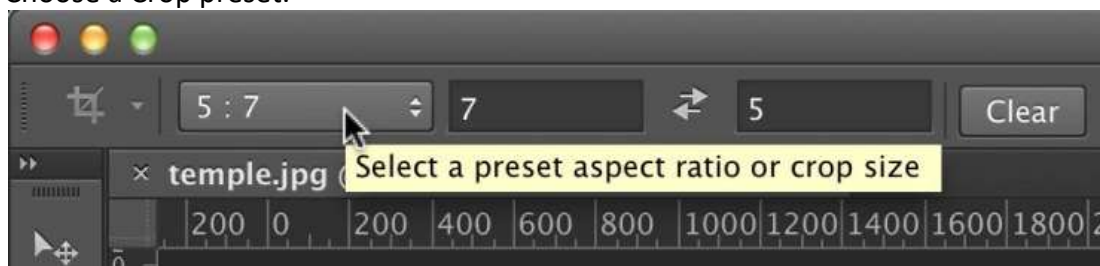 Choose a Crop preset.
5 : 7 7 5 Clear
temple.jpg
Select a preset aspect ratio or crop size
200 0 200 400 600 800 1000 1200 1400 1600 1800
0